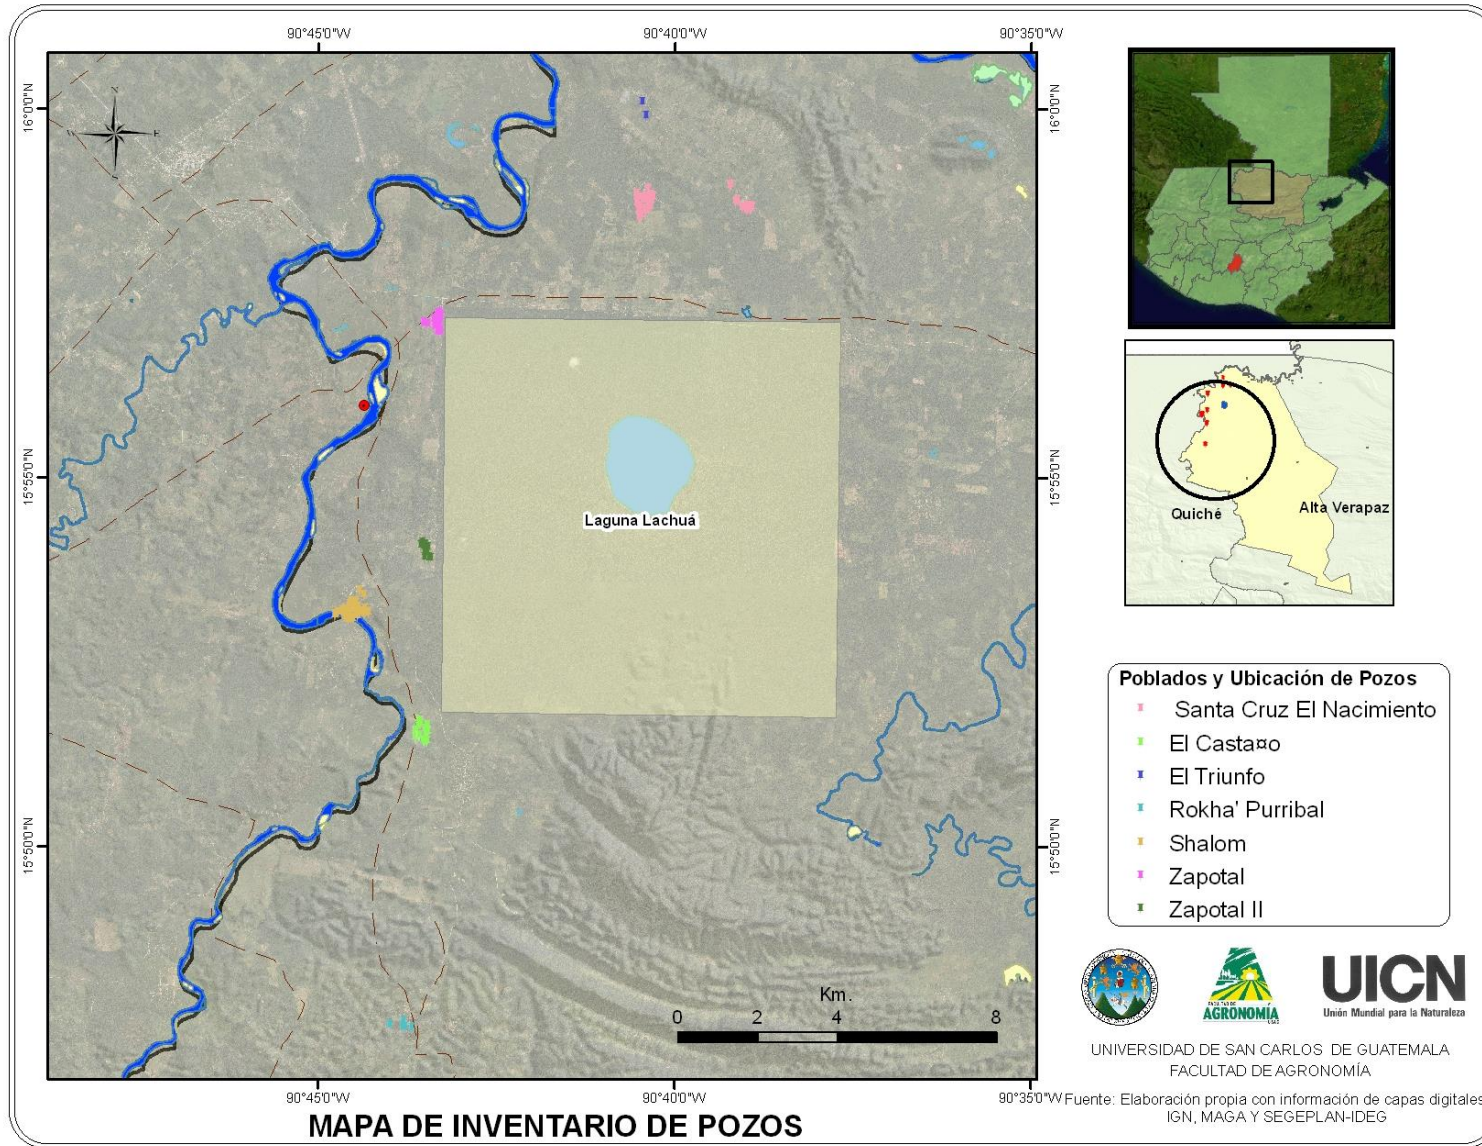 90°45'0"W
90°40'0"W
90°35'0"W
16°0'0"N
16°0'0"N
N
W
E
15°55'0"N
15°55'0"N
Laguna Lachuá
Quiché
Alta Verapaz
Poblados y Ubicación de Pozos
Santa Cruz El Nacimiento
El Casta¤o
El Triunfo
Rokha' Purribal
Shalom
Zapotal
Zapotal II
15°50'0"N
15°50'0"N
Km.
0 2 4 8
FACULTAD DE
AGRONOMÍA
USAC
UICN
Unión Mundial para la Naturaleza
UNIVERSIDAD DE SAN CARLOS DE GUATEMALA
FACULTAD DE AGRONOMÍA
90°45'0"W
90°40'0"W
90°35'0"W
Fuente: Elaboración propia con información de capas digitales
IGN, MAGA Y SEGEPLAN-IDEG
MAPA DE INVENTARIO DE POZOS